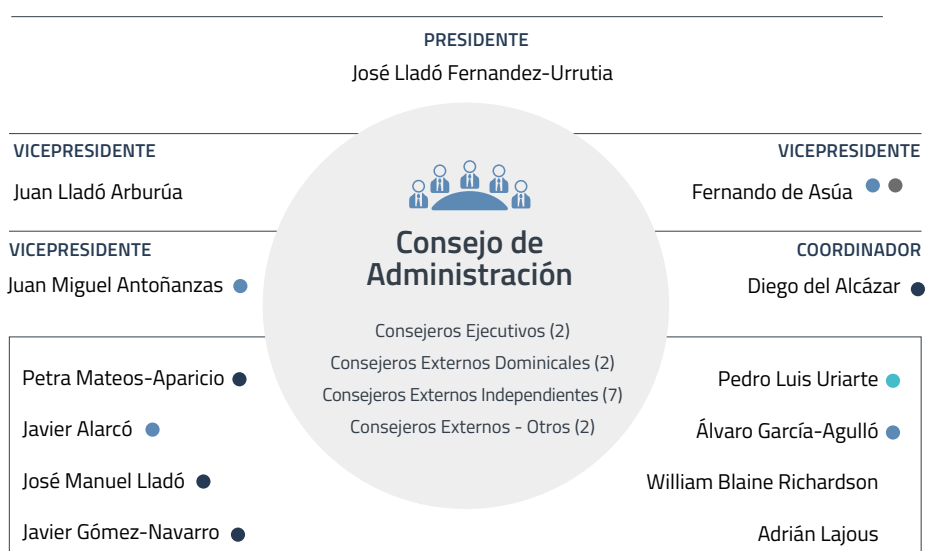 PRESIDENTE
José Lladó Fernandez-Urrutia
VICEPRESIDENTE
Juan Lladó Arburúa
VICEPRESIDENTE
Fernando de Asúa
VICEPRESIDENTE
Juan Miguel Antoñanzas
COORDINADOR
Diego del Alcázar
Consejo de
Administración
Consejeros Ejecutivos (2)
Consejeros Externos Dominicales (2)
Consejeros Externos Independientes (7)
Consejeros Externos - Otros (2)
Petra Mateos-Aparicio
Javier Alarcó
José Manuel Lladó
Javier Gómez-Navarro
Pedro Luis Uriarte
Álvaro García-Agulló
William Blaine Richardson
Adrián Lajous